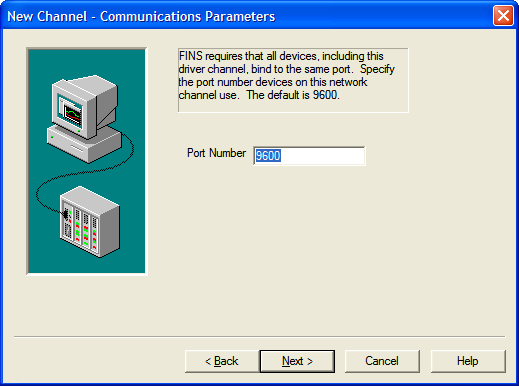 New Channel - Communications Parameters
FINS requires that all devices, including this
driver channel, bind to the same port.  Specify
the port number devices on this network
channel use.  The default is 9600.
Port Number 9600
< Back Next > Cancel Help